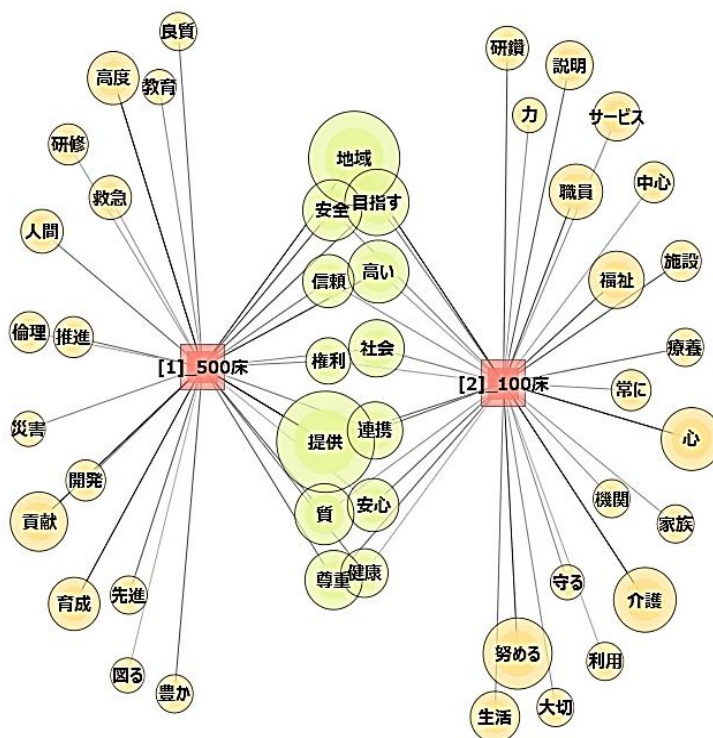 良質
高度
教育
研修
救急
人間
倫理
推進
[1]_500床
災害
開発
貢献
育成
先進
図る
豊か
地域
安全
目指す
信頼
高い
権利
社会
提供
連携
質
安心
尊重
健康
研鑽
説明
力
サービス
職員
中心
福祉
施設
療養
[2]_100床
常に
心
機関
家族
守る
介護
努める
利用
生活
大切